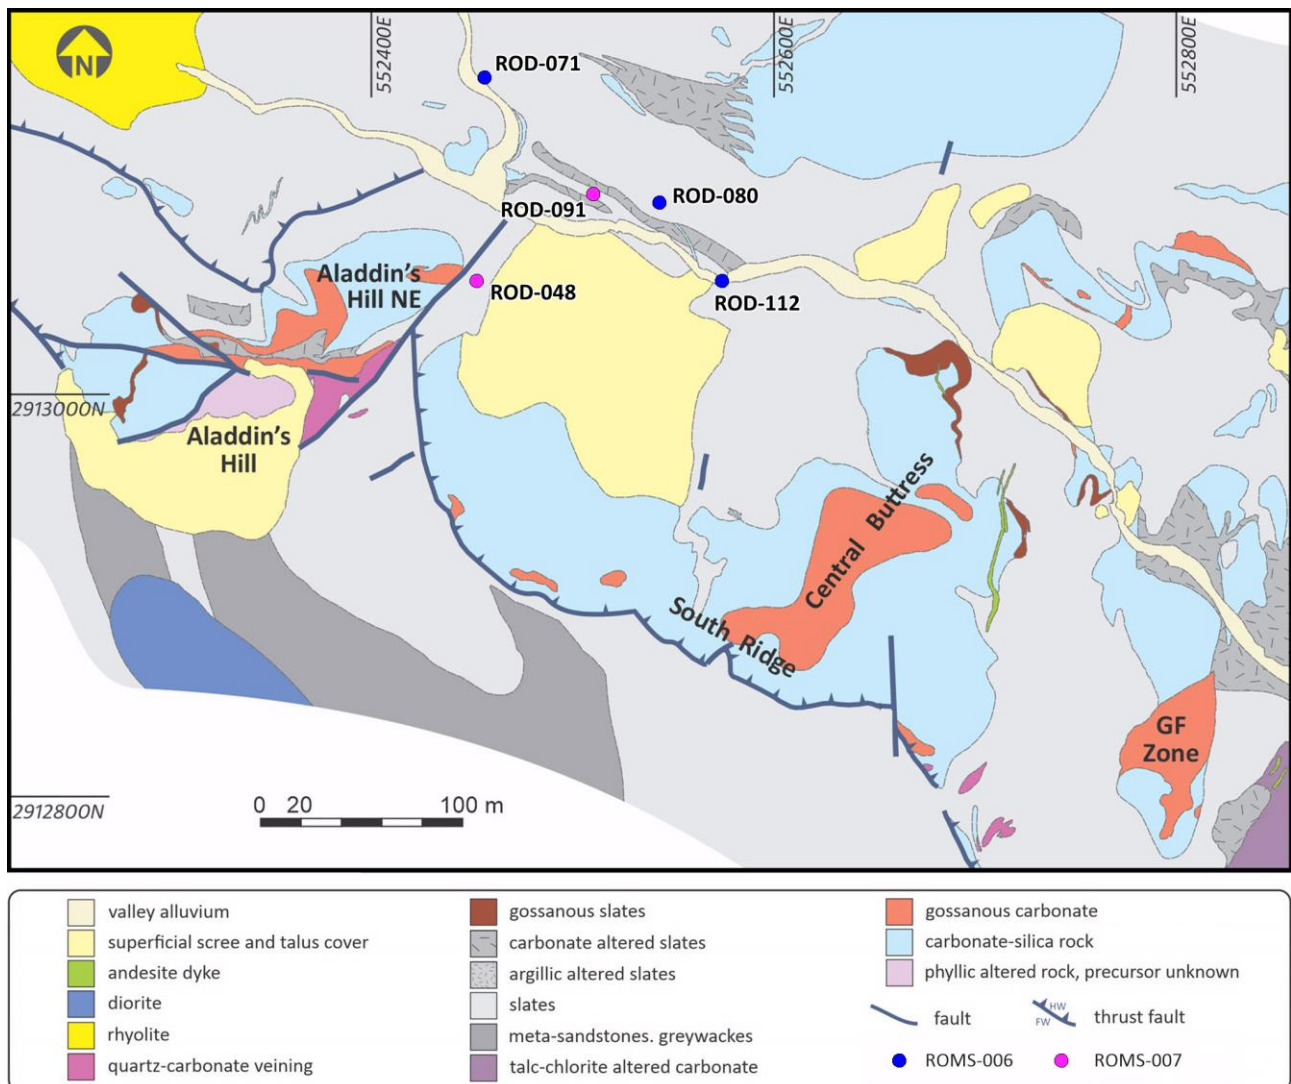 N
552400E
552600E
552800E
ROD-071
ROD-080
ROD-091
ROD-048
ROD-112
Aladdin's
Hill NE
2913000N
Aladdin's
Hill
Central Buttress
South Ridge
GF
Zone
2912800N
0 20 100 m
valley alluvium
superficial scree and talus cover
andesite dyke
diorite
rhyolite
quartz-carbonate veining
gossanous slates
carbonate altered slates
argillic altered slates
slates
meta-sandstones. greywackes
talc-chlorite altered carbonate
gossanous carbonate
carbonate-silica rock
phyllic altered rock, precursor unknown
fault
HW
FW
thrust fault
ROMS-006
ROMS-007